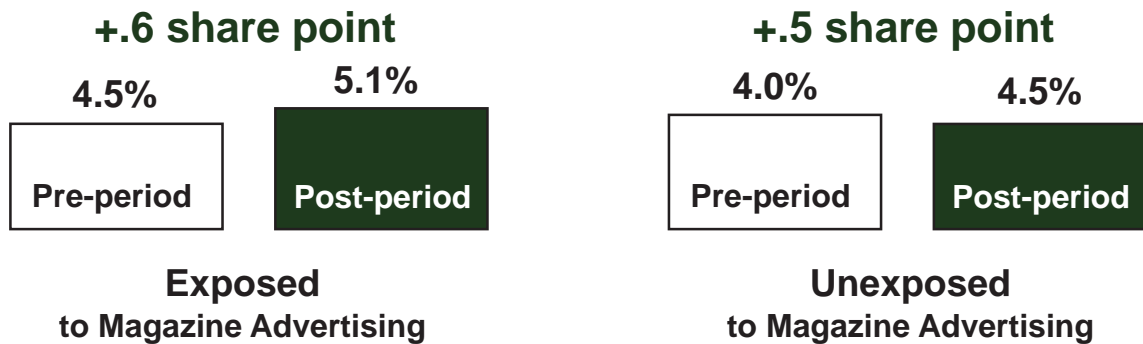 +.6 share point
4.5%
5.1%
Pre-period
Post-period
Exposed
to Magazine Advertising
+.5 share point
4.0%
4.5%
Pre-period
Post-period
Unexposed
to Magazine Advertising